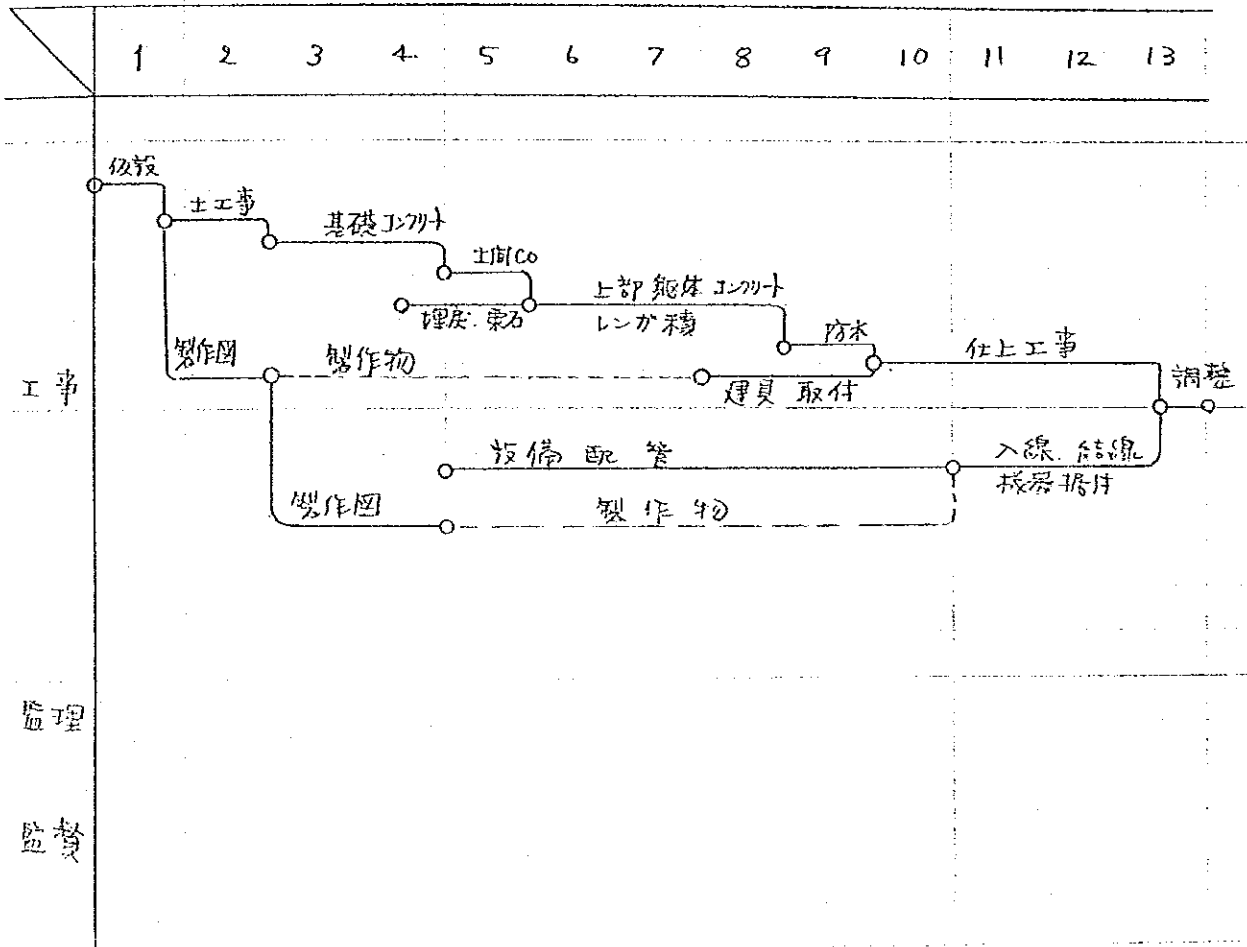 1 2 3 4 5 6 7 8 9 10 11 12 13
仮設
土工事
基礎コンクリート
土間Co
上部躯体コンクリート
埋戻.栗石
レンガ積
防水
製作図
製作物
仕上工事
工事
建具取付
調整
設備配管
入線.結線
機器据付
製作図
製作物
監理
監督